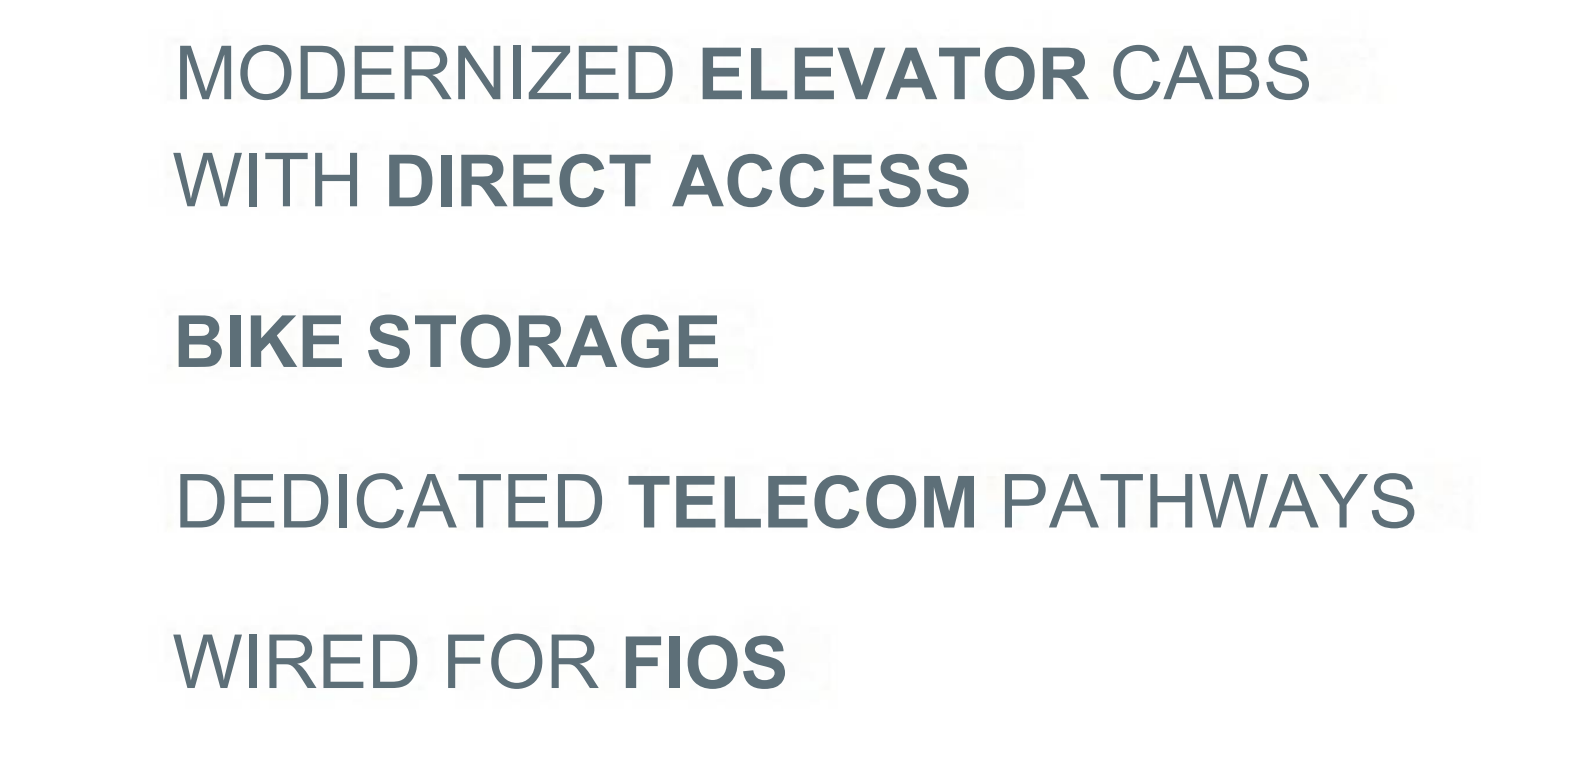 MODERNIZED ELEVATOR CABS
WITH DIRECT ACCESS
BIKE STORAGE
DEDICATED TELECOM PATHWAYS
WIRED FOR FIOS